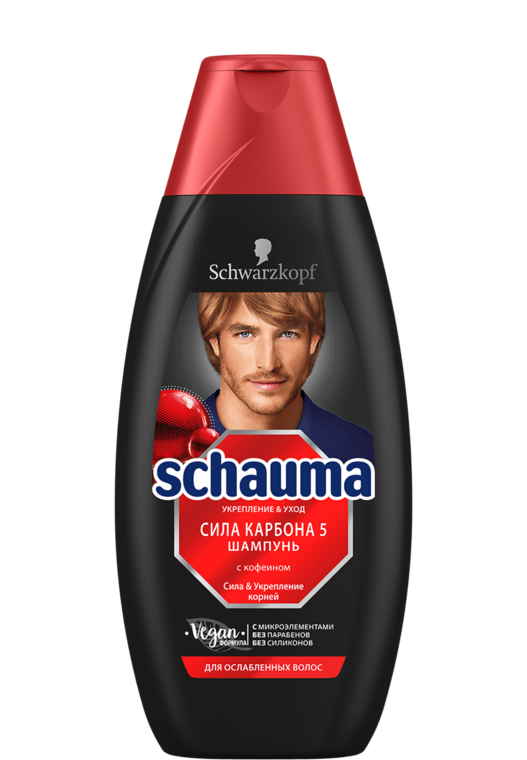 Schwarzkopf
schauma
УКРЕПЛЕНИЕ & УХОД
СИЛА КАРБОНА 5
ШАМПУНЬ
с кофеином
Сила & Укрепление
корней
Vegan
ФОРМУЛА
С МИКРОЭЛЕМЕНТАМИ
БЕЗ ПАРАБЕНОВ
БЕЗ СИЛИКОНОВ
ДЛЯ ОСЛАБЛЕННЫХ ВОЛОС